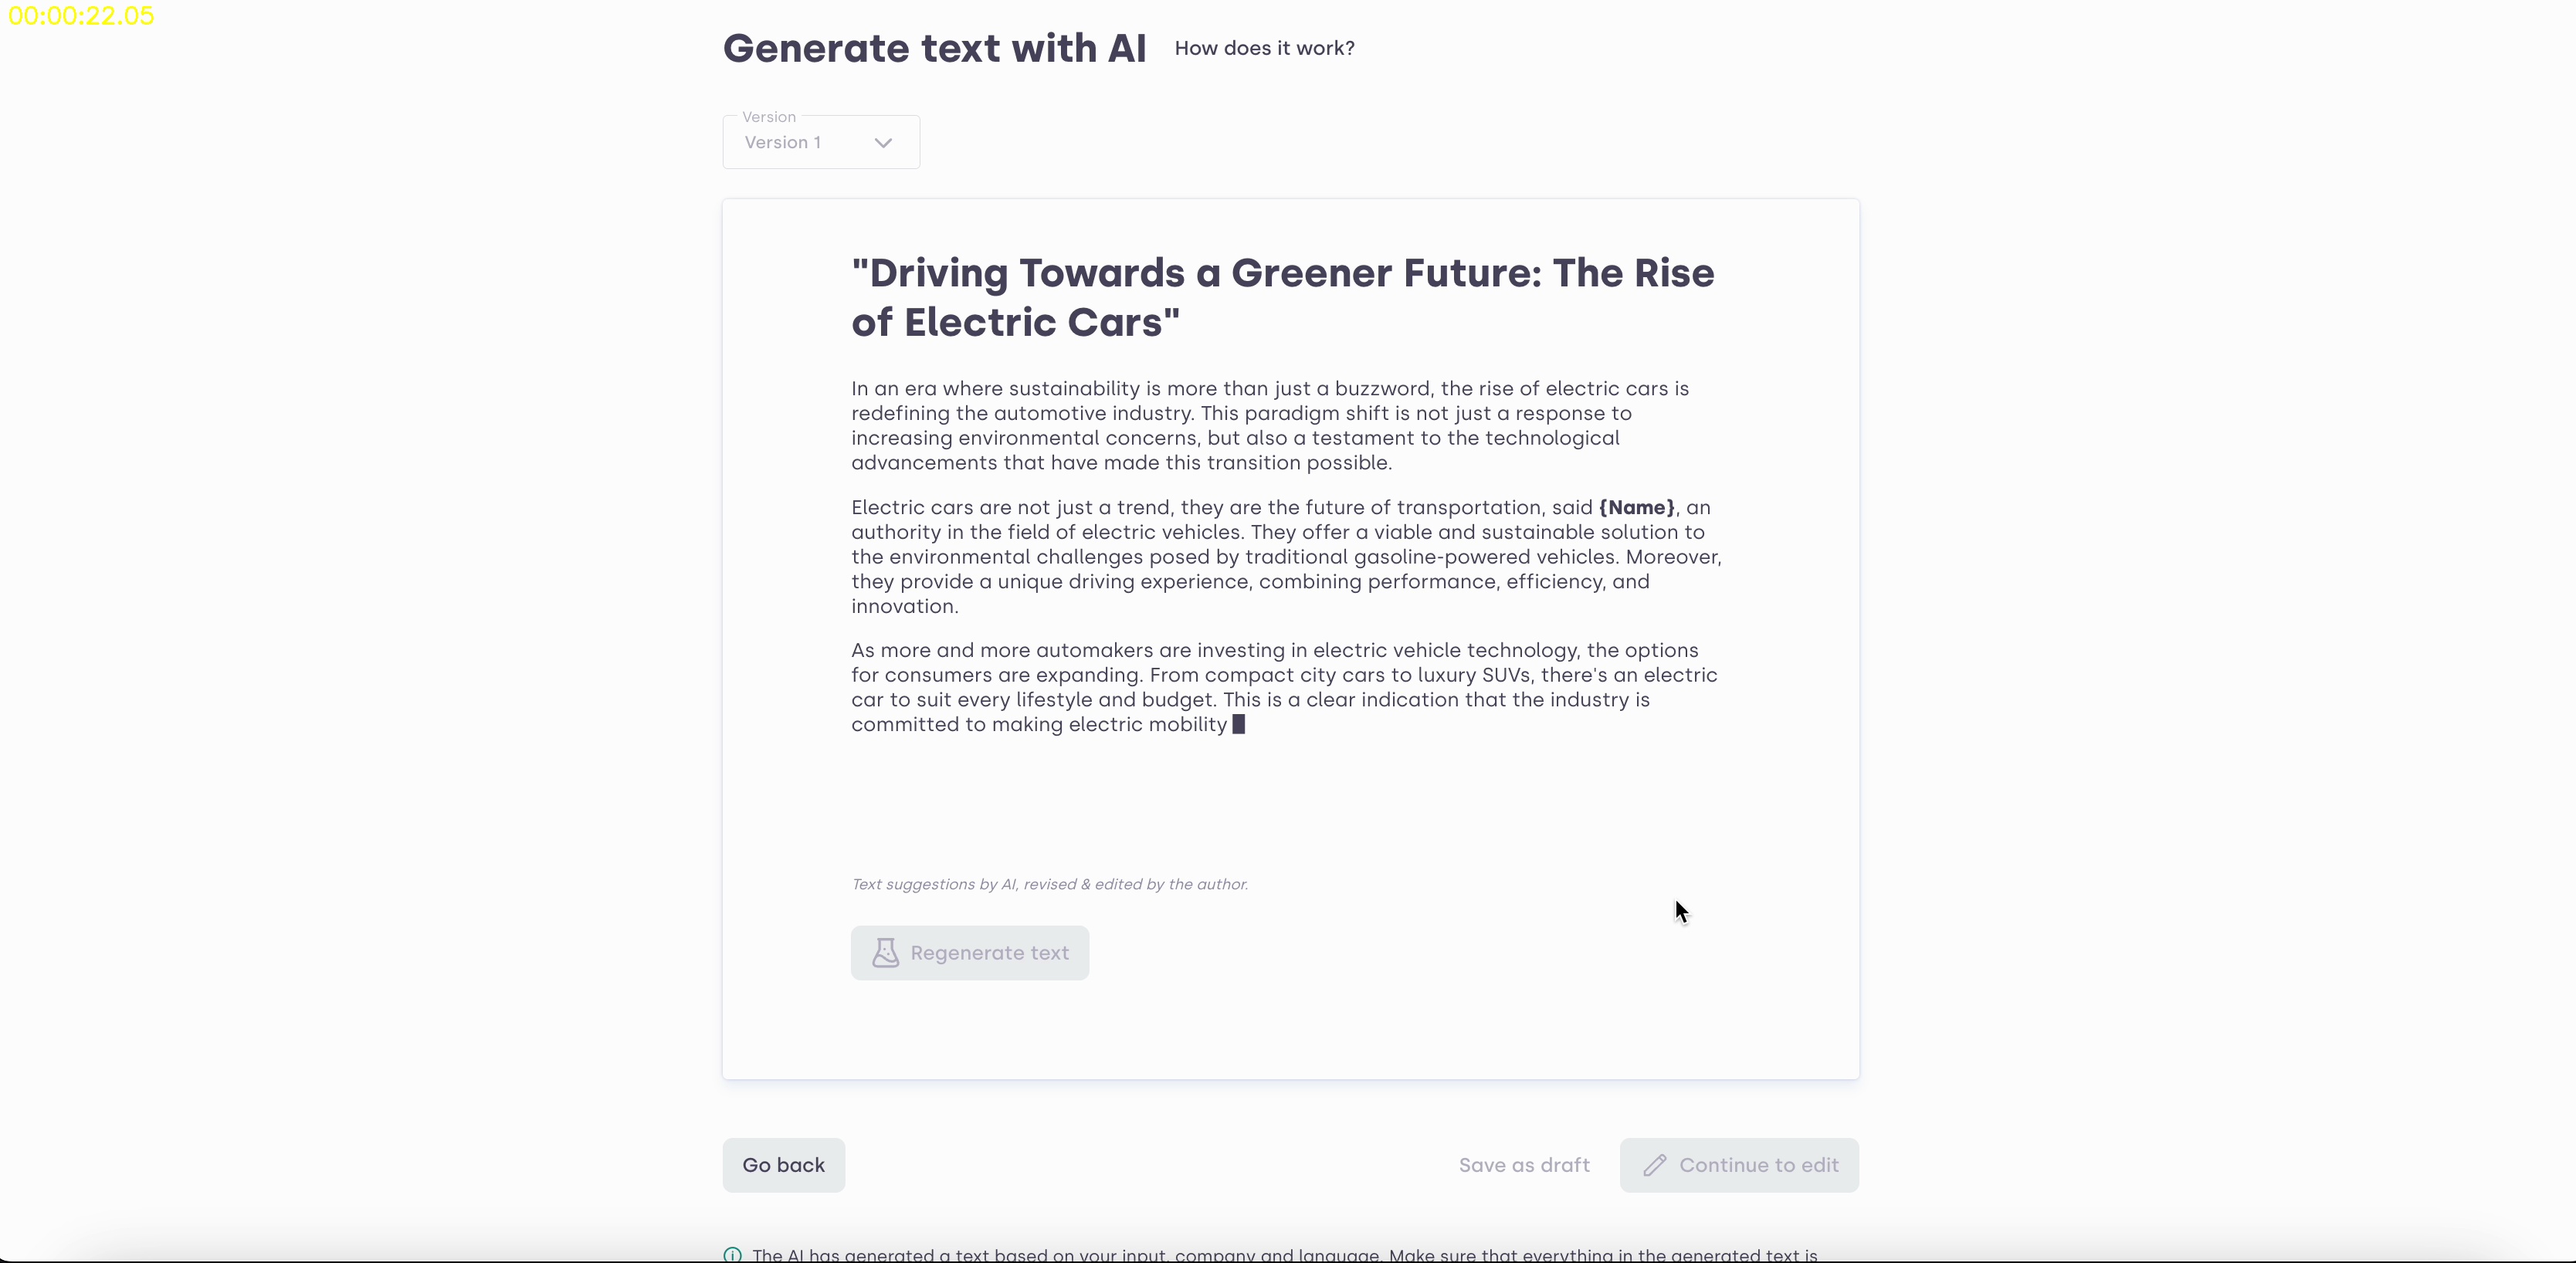 00:00:22.05
Generate text with AI How does it work?
Version
Version 1
"Driving Towards a Greener Future: The Rise
of Electric Cars"
In an era where sustainability is more than just a buzzword, the rise of electric cars is
redefining the automotive industry. This paradigm shift is not just a response to
increasing environmental concerns, but also a testament to the technological
advancements that have made this transition possible.
Electric cars are not just a trend, they are the future of transportation, said {Name}, an
authority in the field of electric vehicles. They offer a viable and sustainable solution to
the environmental challenges posed by traditional gasoline-powered vehicles. Moreover,
they provide a unique driving experience, combining performance, efficiency, and
innovation.
As more and more automakers are investing in electric vehicle technology, the options
for consumers are expanding. From compact city cars to luxury SUVs, there's an electric
car to suit every lifestyle and budget. This is a clear indication that the industry is
committed to making electric mobility
Text suggestions by AI, revised & edited by the author.
Regenerate text
Go back Save as draft Continue to edit
The AI has generated a text based on your input, company and language. Make sure that everything in the generated text is